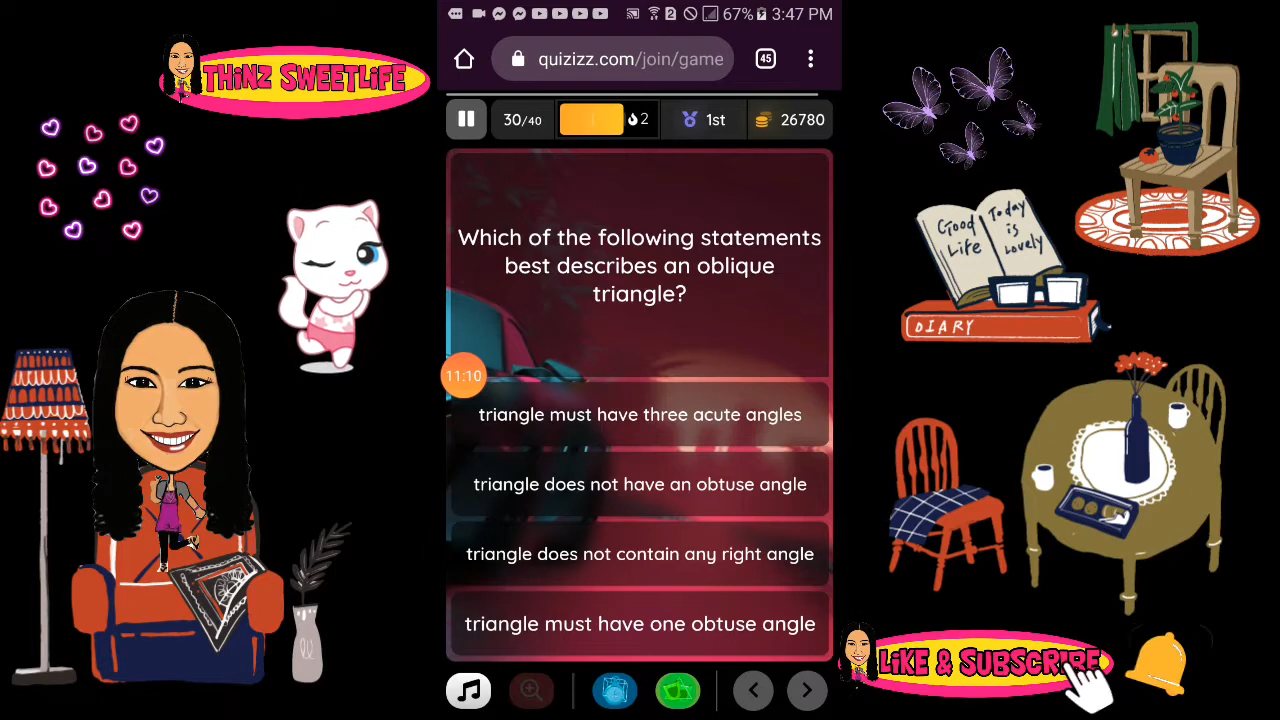 THiNZ SWEETLiFE
2
67%
3:47 PM
quizizz.com/join/game
45
30/40
2
1st
26780
Which of the following statements
best describes an oblique
triangle?
11:10
triangle must have three acute angles
triangle does not have an obtuse angle
triangle does not contain any right angle
triangle must have one obtuse angle
Good
Life
Today
is
Lovely
DIARY
LiKE & SUBSCRiBE